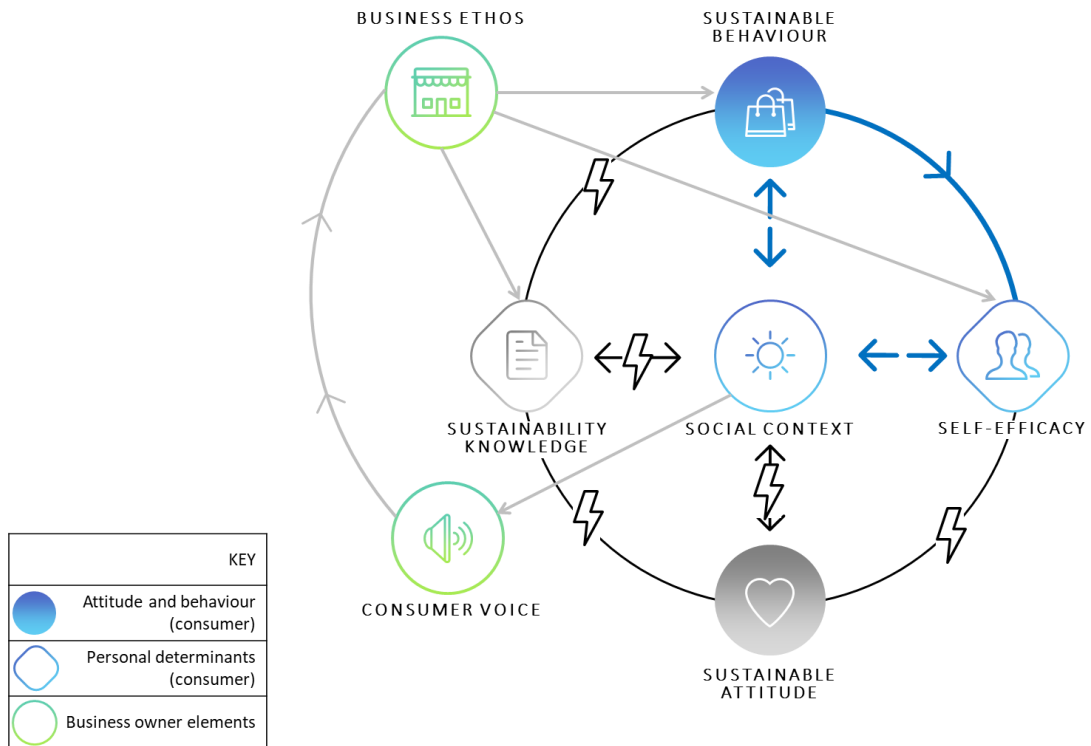 BUSINESS ETHOS
SUSTAINABLE
BEHAVIOUR
SUSTAINABILITY
KNOWLEDGE
SOCIAL CONTEXT
SELF-EFFICACY
CONSUMER VOICE
SUSTAINABLE
ATTITUDE
KEY
Attitude and behaviour
(consumer)
Personal determinants
(consumer)
Business owner elements